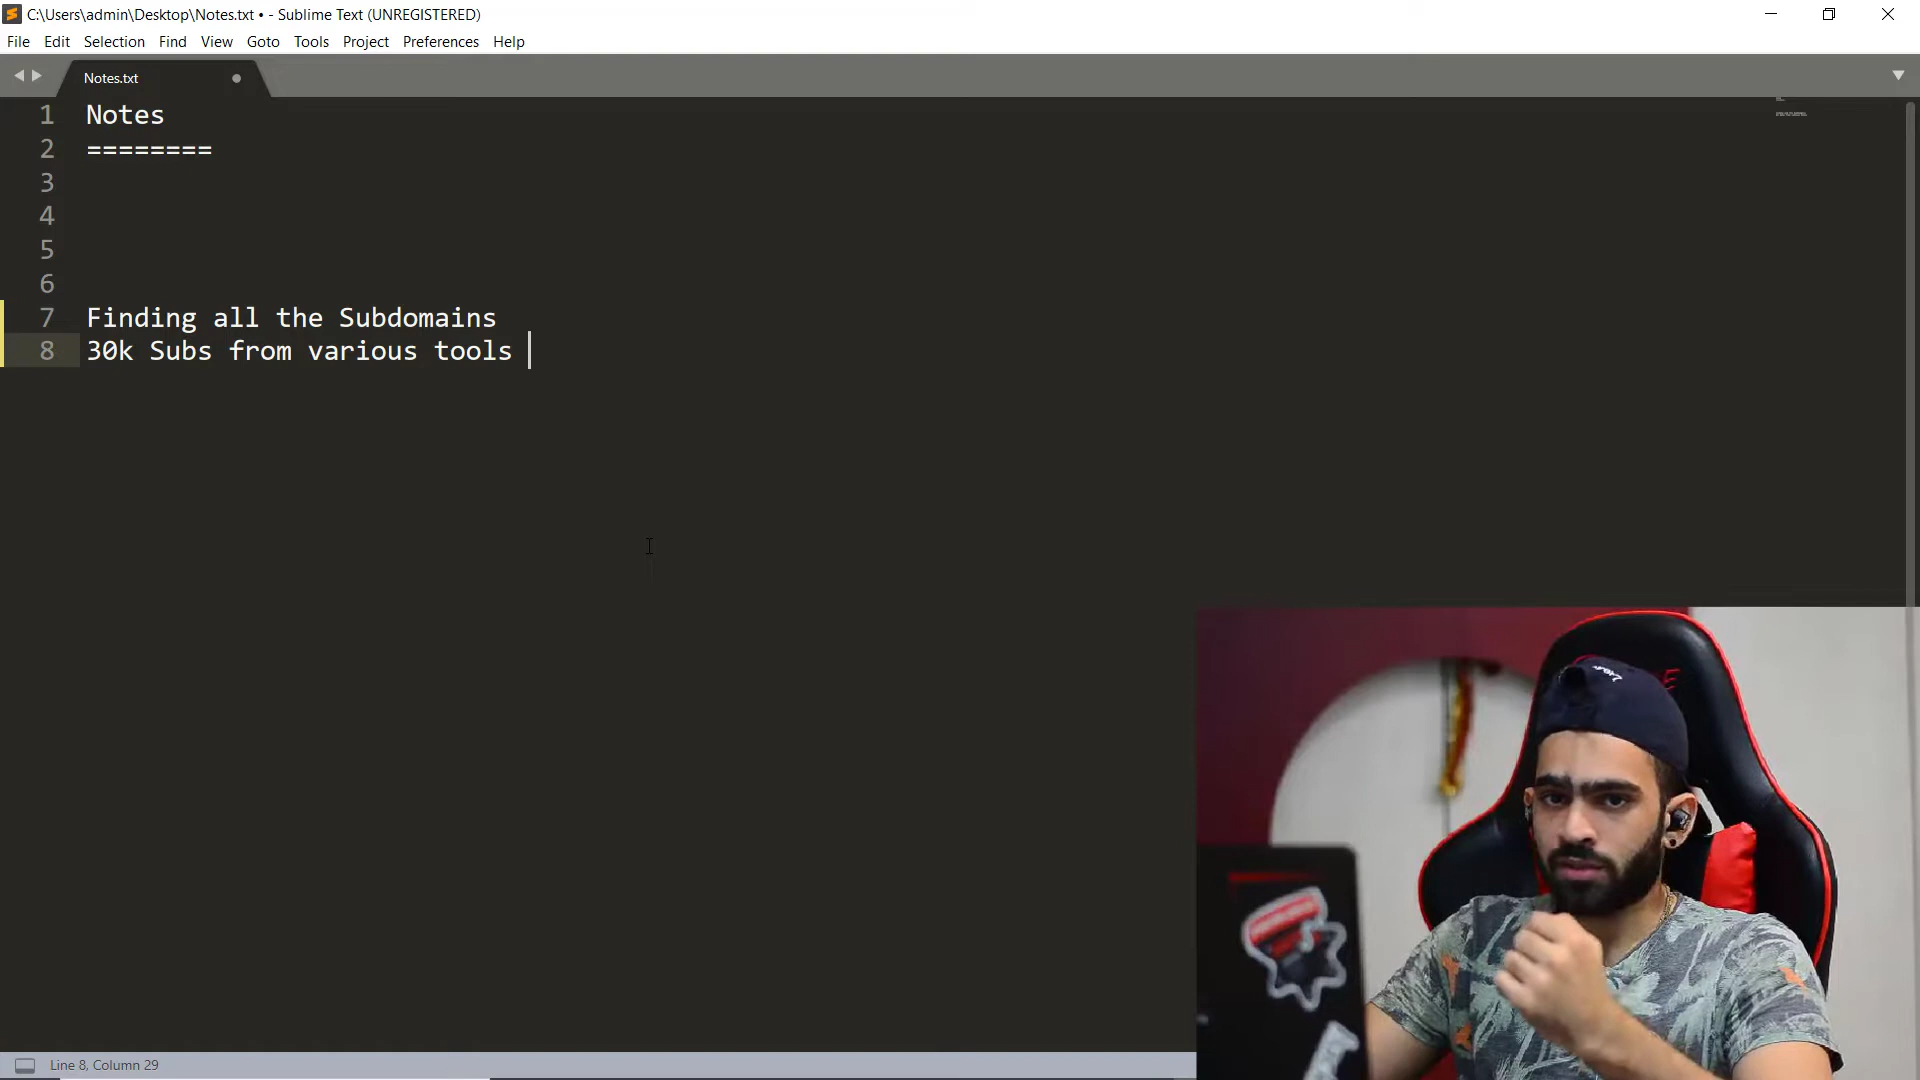 C:\Users\admin\Desktop\Notes.txt • - Sublime Text (UNREGISTERED)
File Edit Selection Find View Goto Tools Project Preferences Help
Notes.txt
1 Notes
2 ========
3
4
5
6
7 Finding all the Subdomains
8 30k Subs from various tools
Line 8, Column 29